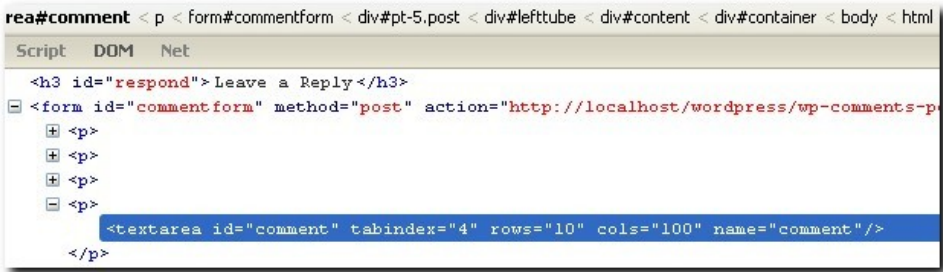 rea#comment < p < form#commentform < div#pt-5.post < div#lefttube < div#content < div#container < body < html
Script DOM Net
<h3 id="respond">Leave a Reply</h3>
<form id="commentform" method="post" action="http://localhost/wordpress/wp-comments-p
<p>
<p>
<p>
<p>
<textarea id="comment" tabindex="4" rows="10" cols="100" name="comment"/>
</p>